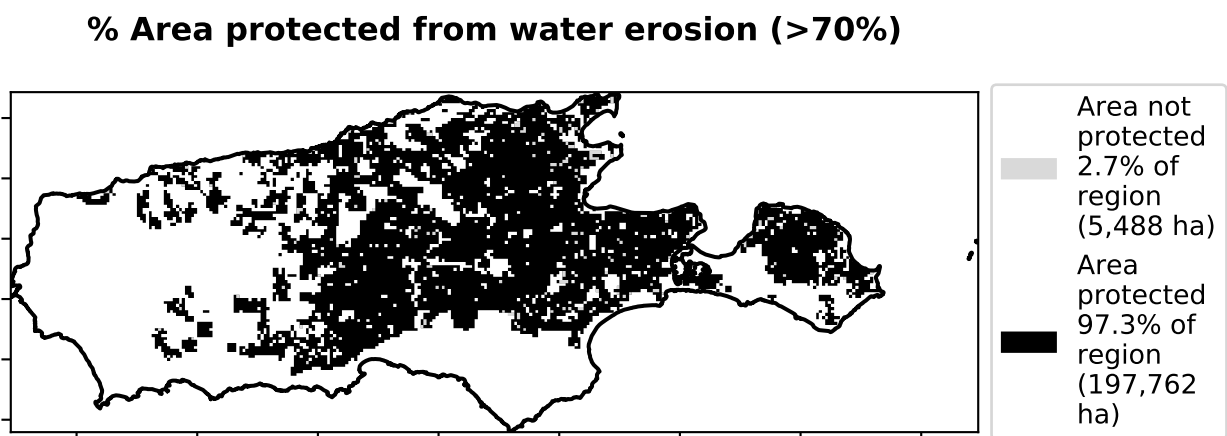 % Area protected from water erosion (>70%)
Area not
protected
2.7% of
region
(5,488 ha)
Area
protected
97.3% of
region
(197,762
ha)